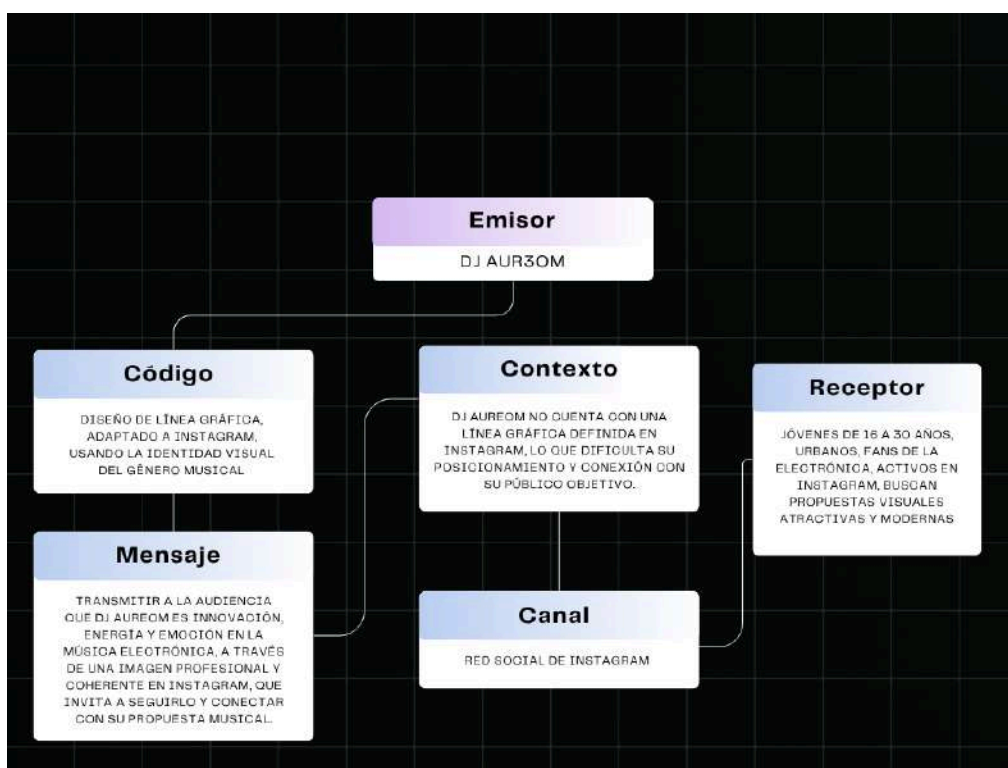 Emisor
DJ AUR3OM
Código
DISEÑO DE LÍNEA GRÁFICA,
ADAPTADO A INSTAGRAM,
USANDO LA IDENTIDAD VISUAL
DEL GÉNERO MUSICAL
Mensaje
TRANSMITIR A LA AUDIENCIA
QUE DJ AUREOM ES INNOVACIÓN,
ENERGÍA Y EMOCIÓN EN LA
MÚSICA ELECTRÓNICA, A TRAVÉS
DE UNA IMAGEN PROFESIONAL Y
COHERENTE EN INSTAGRAM, QUE
INVITA A SEGUIRLO Y CONECTAR
CON SU PROPUESTA MUSICAL.
Contexto
DJ AUREOM NO CUENTA CON UNA
LÍNEA GRÁFICA DEFINIDA EN
INSTAGRAM, LO QUE DIFICULTA SU
POSICIONAMIENTO Y CONEXIÓN CON
SU PÚBLICO OBJETIVO.
Canal
RED SOCIAL DE INSTAGRAM
Receptor
JÓVENES DE 16 A 30 AÑOS,
URBANOS, FANS DE LA
ELECTRÓNICA, ACTIVOS EN
INSTAGRAM, BUSCAN
PROPUESTAS VISUALES
ATRACTIVAS Y MODERNAS